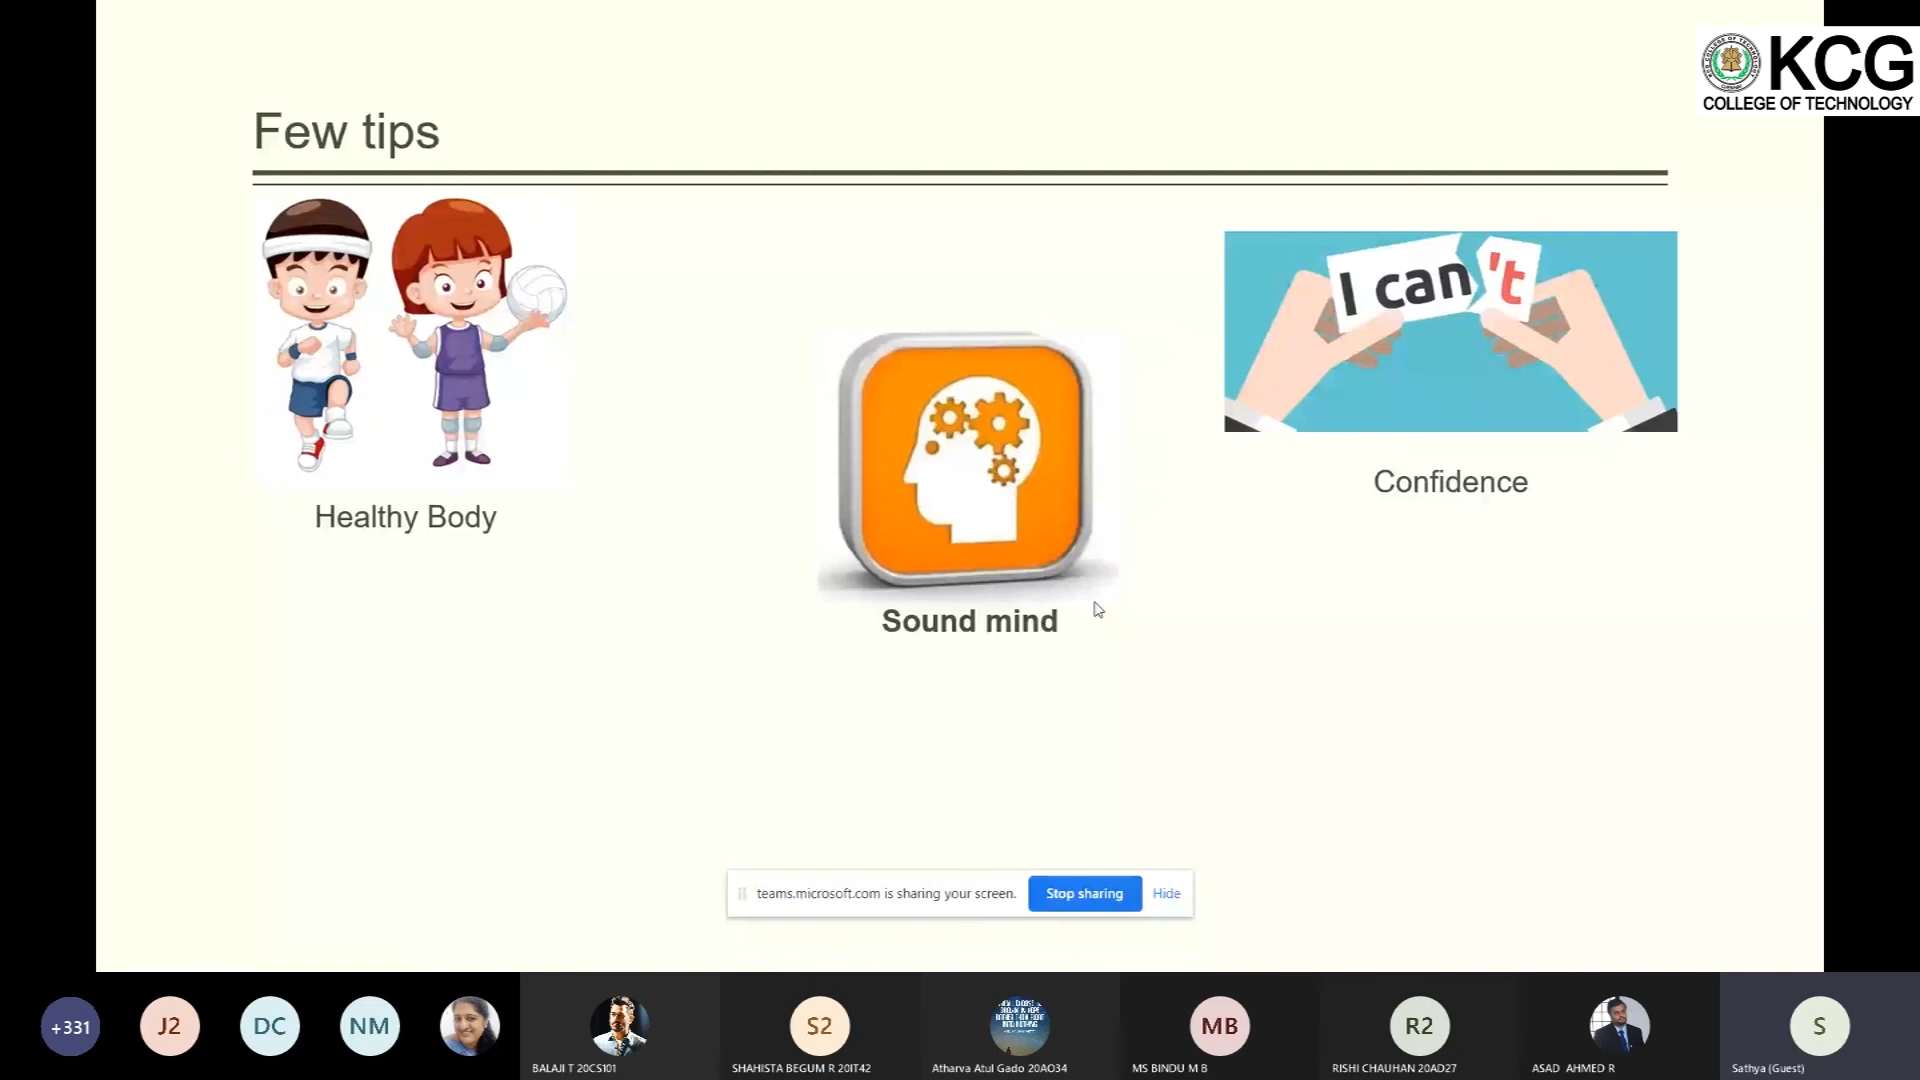 KCG
COLLEGE OF TECHNOLOGY
Few tips
I can't
Healthy Body
Confidence
Sound mind
teams.microsoft.com is sharing your screen.
Stop sharing
Hide
+331
J2
DC
NM
S2
MB
R2
S
BALAJI T 20CS101
SHAHISTA BEGUM R 20IT42
Atharva Atul Gado 20AO34
MS BINDU M B
RISHI CHAUHAN 20AD27
ASAD AHMED R
Sathya (Guest)